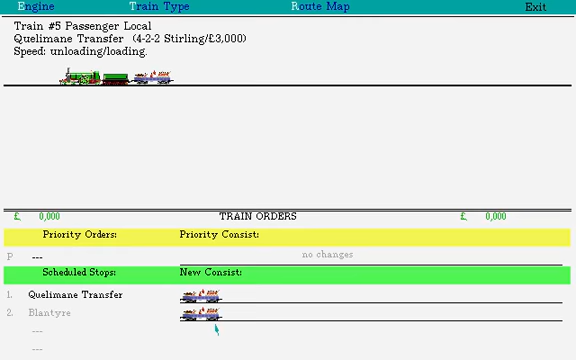 Engine Train Type Route Map Exit
Train #5 Passenger Local
Quelimane Transfer (4-2-2 Stirling/£3,000)
Speed: unloading/loading.
£ 0,000 TRAIN ORDERS £ 0,000
Priority Orders: Priority Consist:
P --- no changes
Scheduled Stops: New Consist:
1. Quelimane Transfer
2. Blantyre
---
---